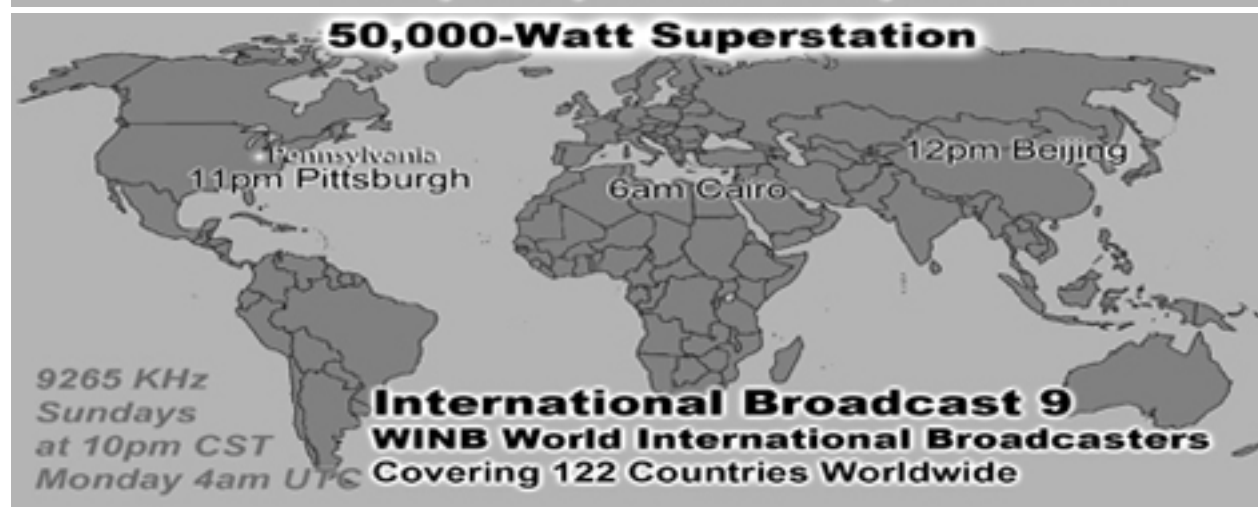 50,000-Watt Superstation
Pennsylvania
11pm Pittsburgh
6am Cairo
12pm Beijing
9265 KHz
Sundays
at 10pm CST
Monday 4am UTC
International Broadcast 9
WINB World International Broadcasters
Covering 122 Countries Worldwide